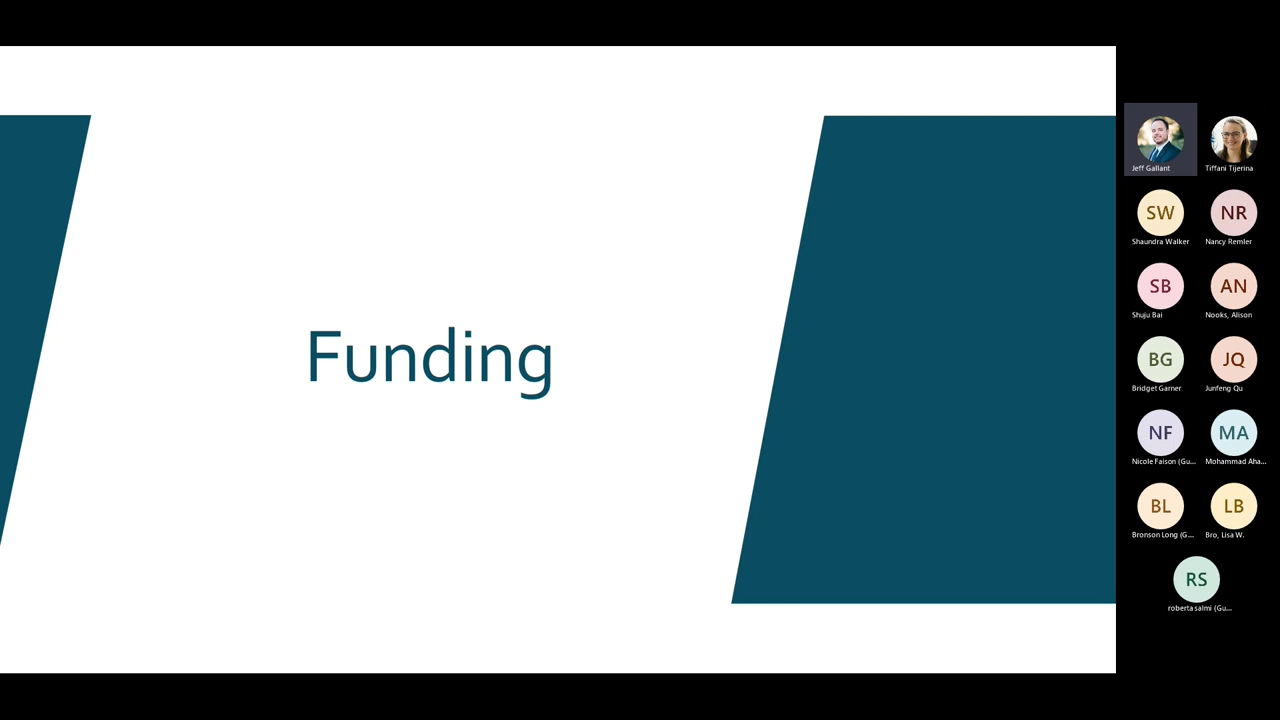 Funding
Jeff Gallant
Tiffani Tijerina
SW
NR
Shaundra Walker
Nancy Remler
SB
AN
Shuju Bai
Nooks, Alison
BG
JQ
Bridget Garner
Junfeng Qu
NF
MA
Nicole Faison (Gu...
Mohammad Aha...
BL
LB
Bronson Long (G...
Bro, Lisa W.
RS
roberta salmi (Gu...